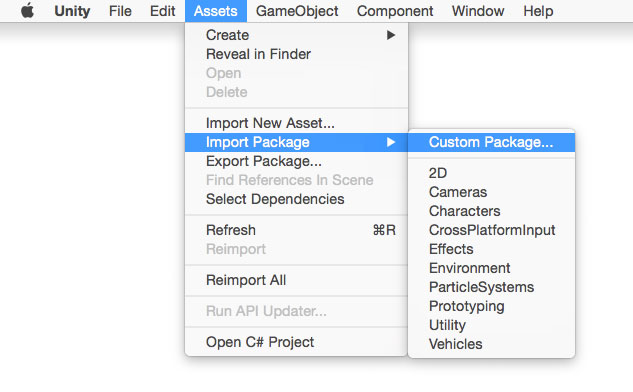 Unity File Edit Assets GameObject Component Window Help
Create
Reveal in Finder
Open
Delete
Import New Asset...
Import Package
Export Package...
Find References In Scene
Select Dependencies
Refresh ⌘R
Reimport
Reimport All
Run API Updater...
Open C# Project
Custom Package...
2D
Cameras
Characters
CrossPlatformInput
Effects
Environment
ParticleSystems
Prototyping
Utility
Vehicles